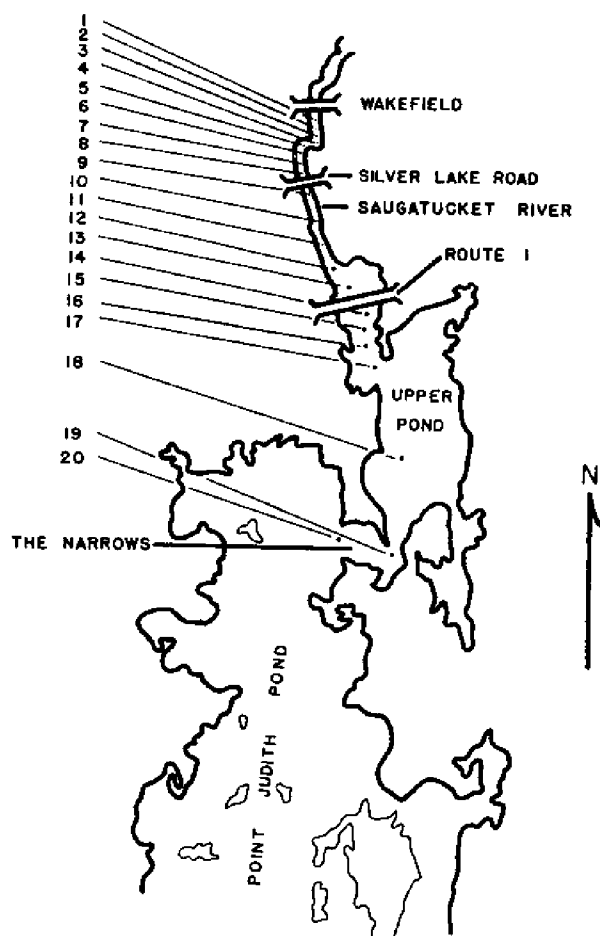 1
2
3
4
5
6
7
8
9
10
11
12
13
14
15
16
17
18
19
20
WAKEFIELD
SILVER LAKE ROAD
SAUGATUCKET RIVER
ROUTE 1
UPPER
POND
N
THE NARROWS
POINT JUDITH POND